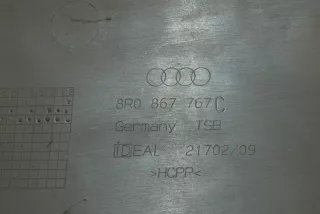 8R0 867 767 C
Germany TSB
IDEAL 21702/09
>HCPP<